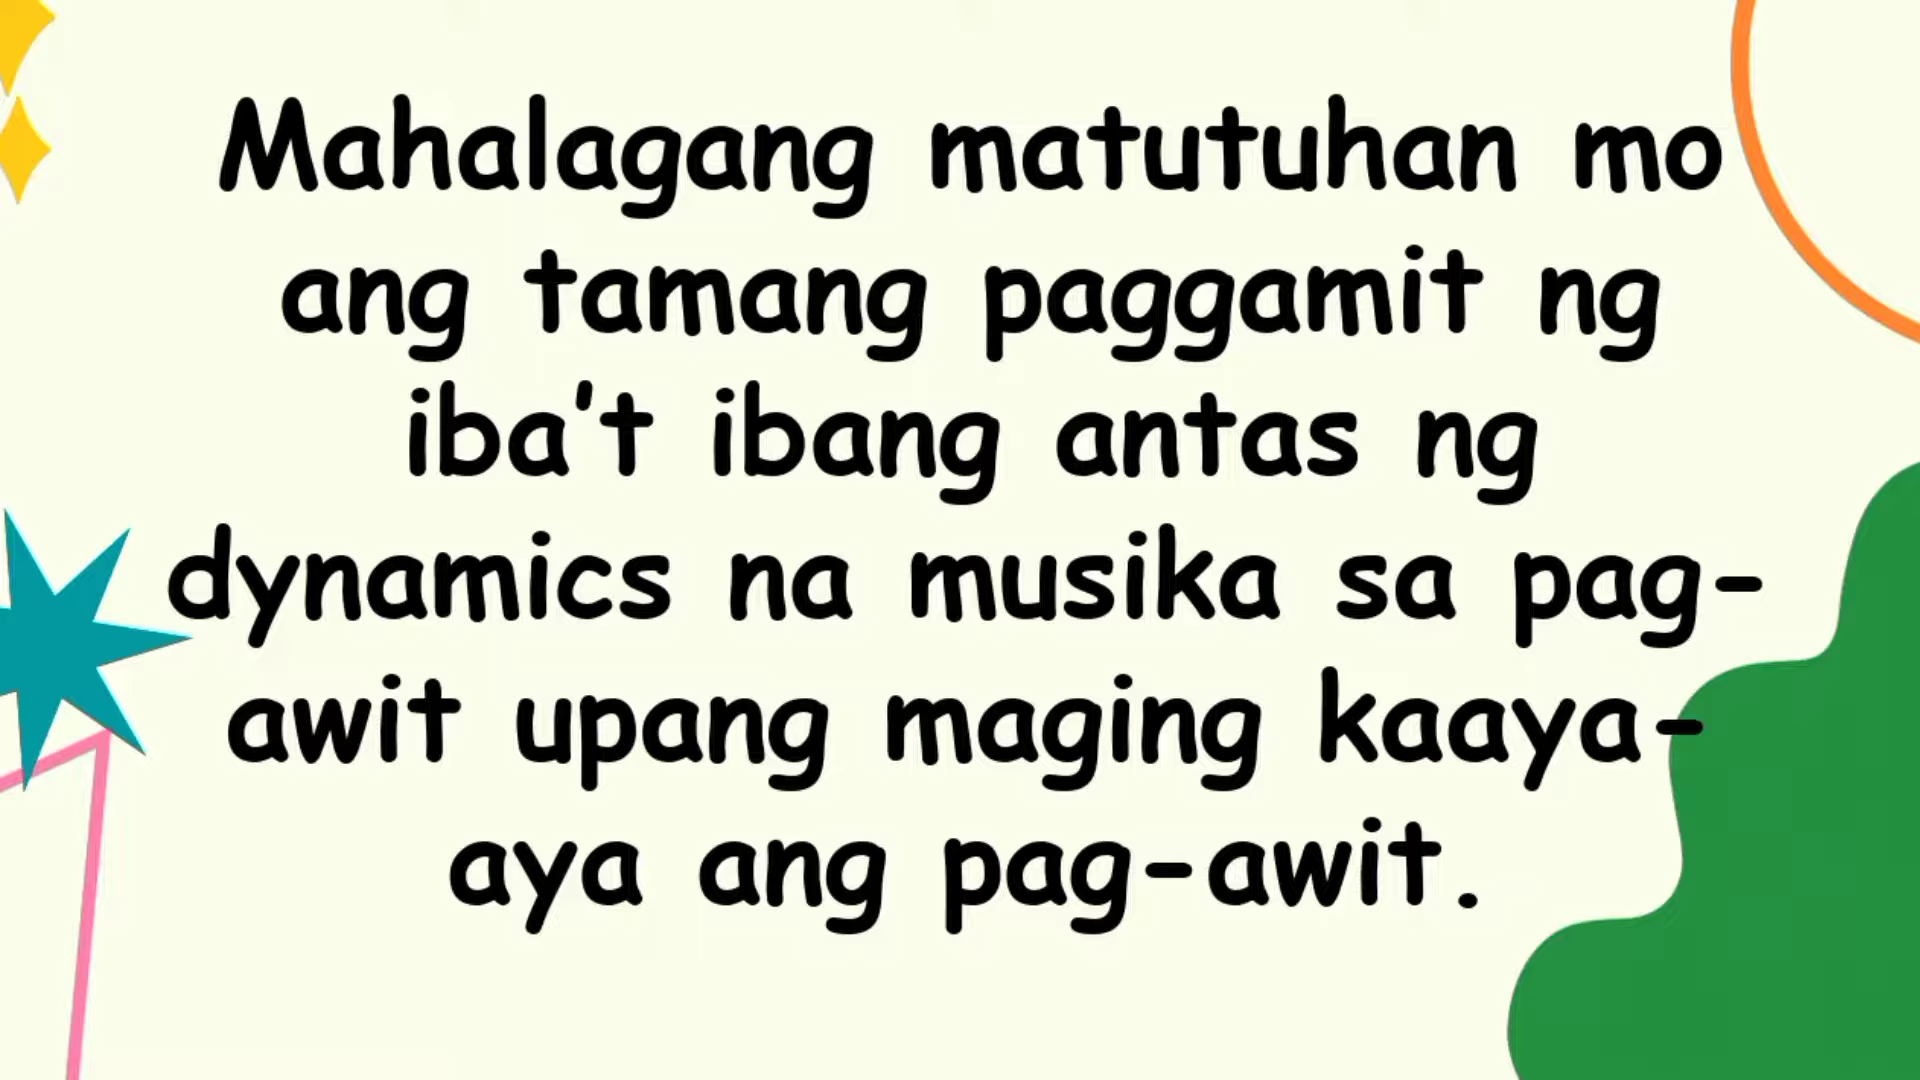 Mahalagang matutuhan mo
ang tamang paggamit ng
iba't ibang antas ng
dynamics na musika sa pag-
awit upang maging kaaya-
aya ang pag-awit.